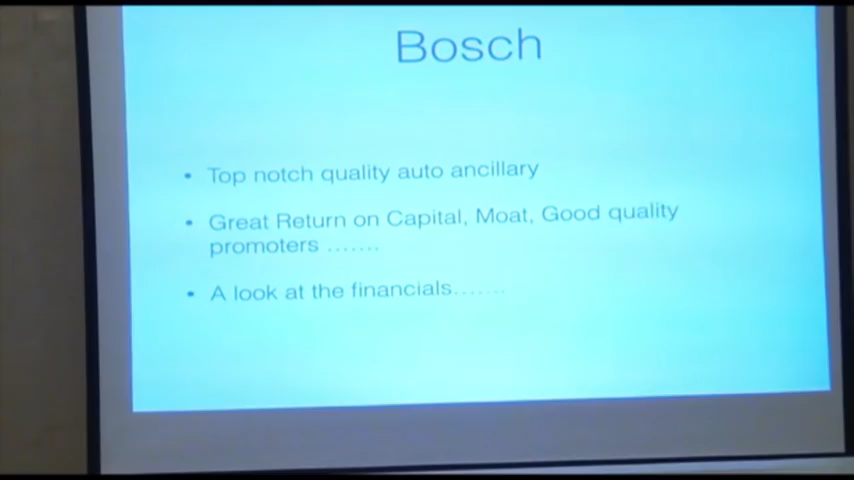 Bosch
• Top notch quality auto ancillary
• Great Return on Capital, Moat, Good quality
promoters .......
• A look at the financials.......